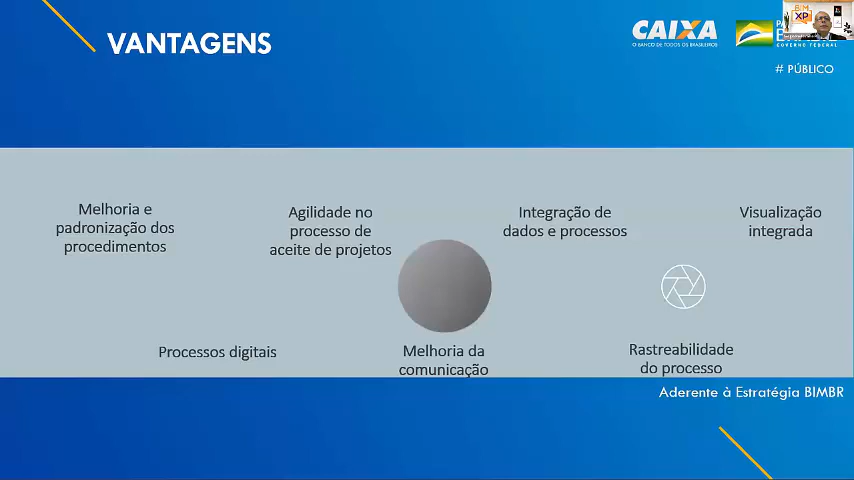 VANTAGENS
CAIXA
O BANCO DE TODOS OS BRASILEIROS
GOVERNO FEDERAL
BIM
XP
# PÚBLICO
Melhoria e
padronização dos
procedimentos
Agilidade no
processo de
aceite de projetos
Integração de
dados e processos
Visualização
integrada
Processos digitais
Melhoria da
comunicação
Rastreabilidade
do processo
Aderente à Estratégia BIMBR